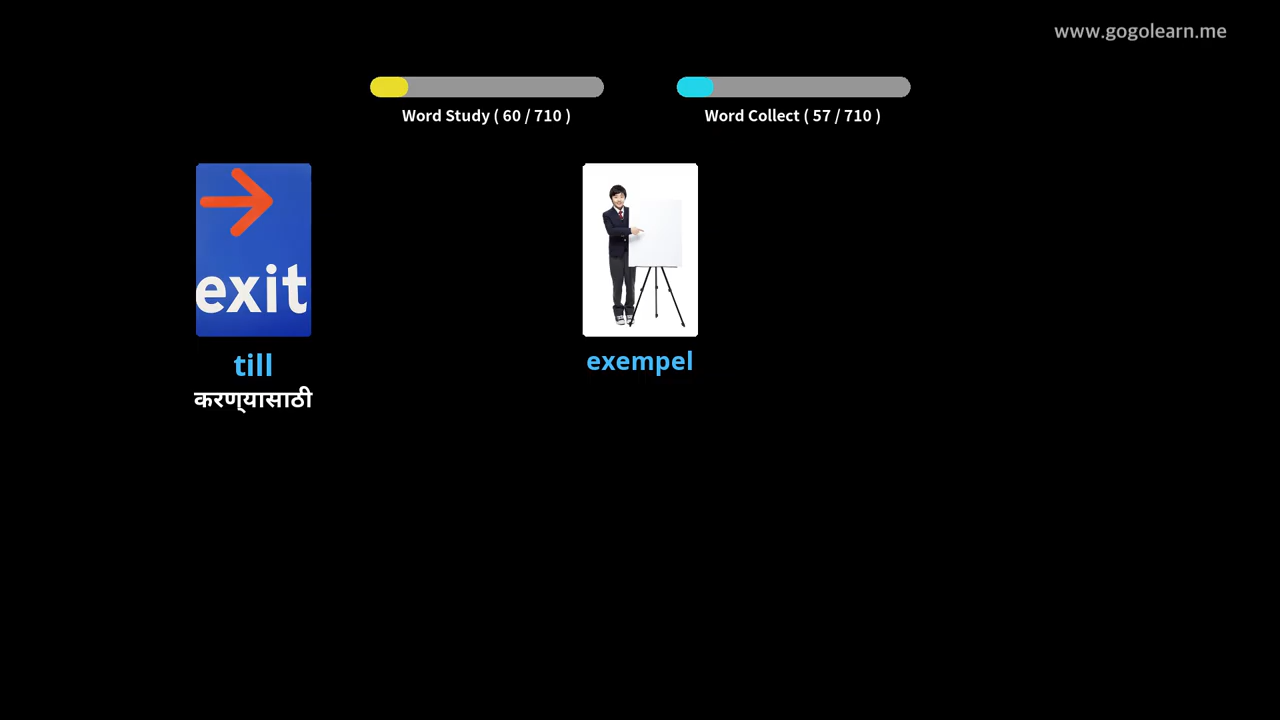 www.gogolearn.me
Word Study ( 60 / 710 )
Word Collect ( 57 / 710 )
exit
till
करण्यासाठी
exempel